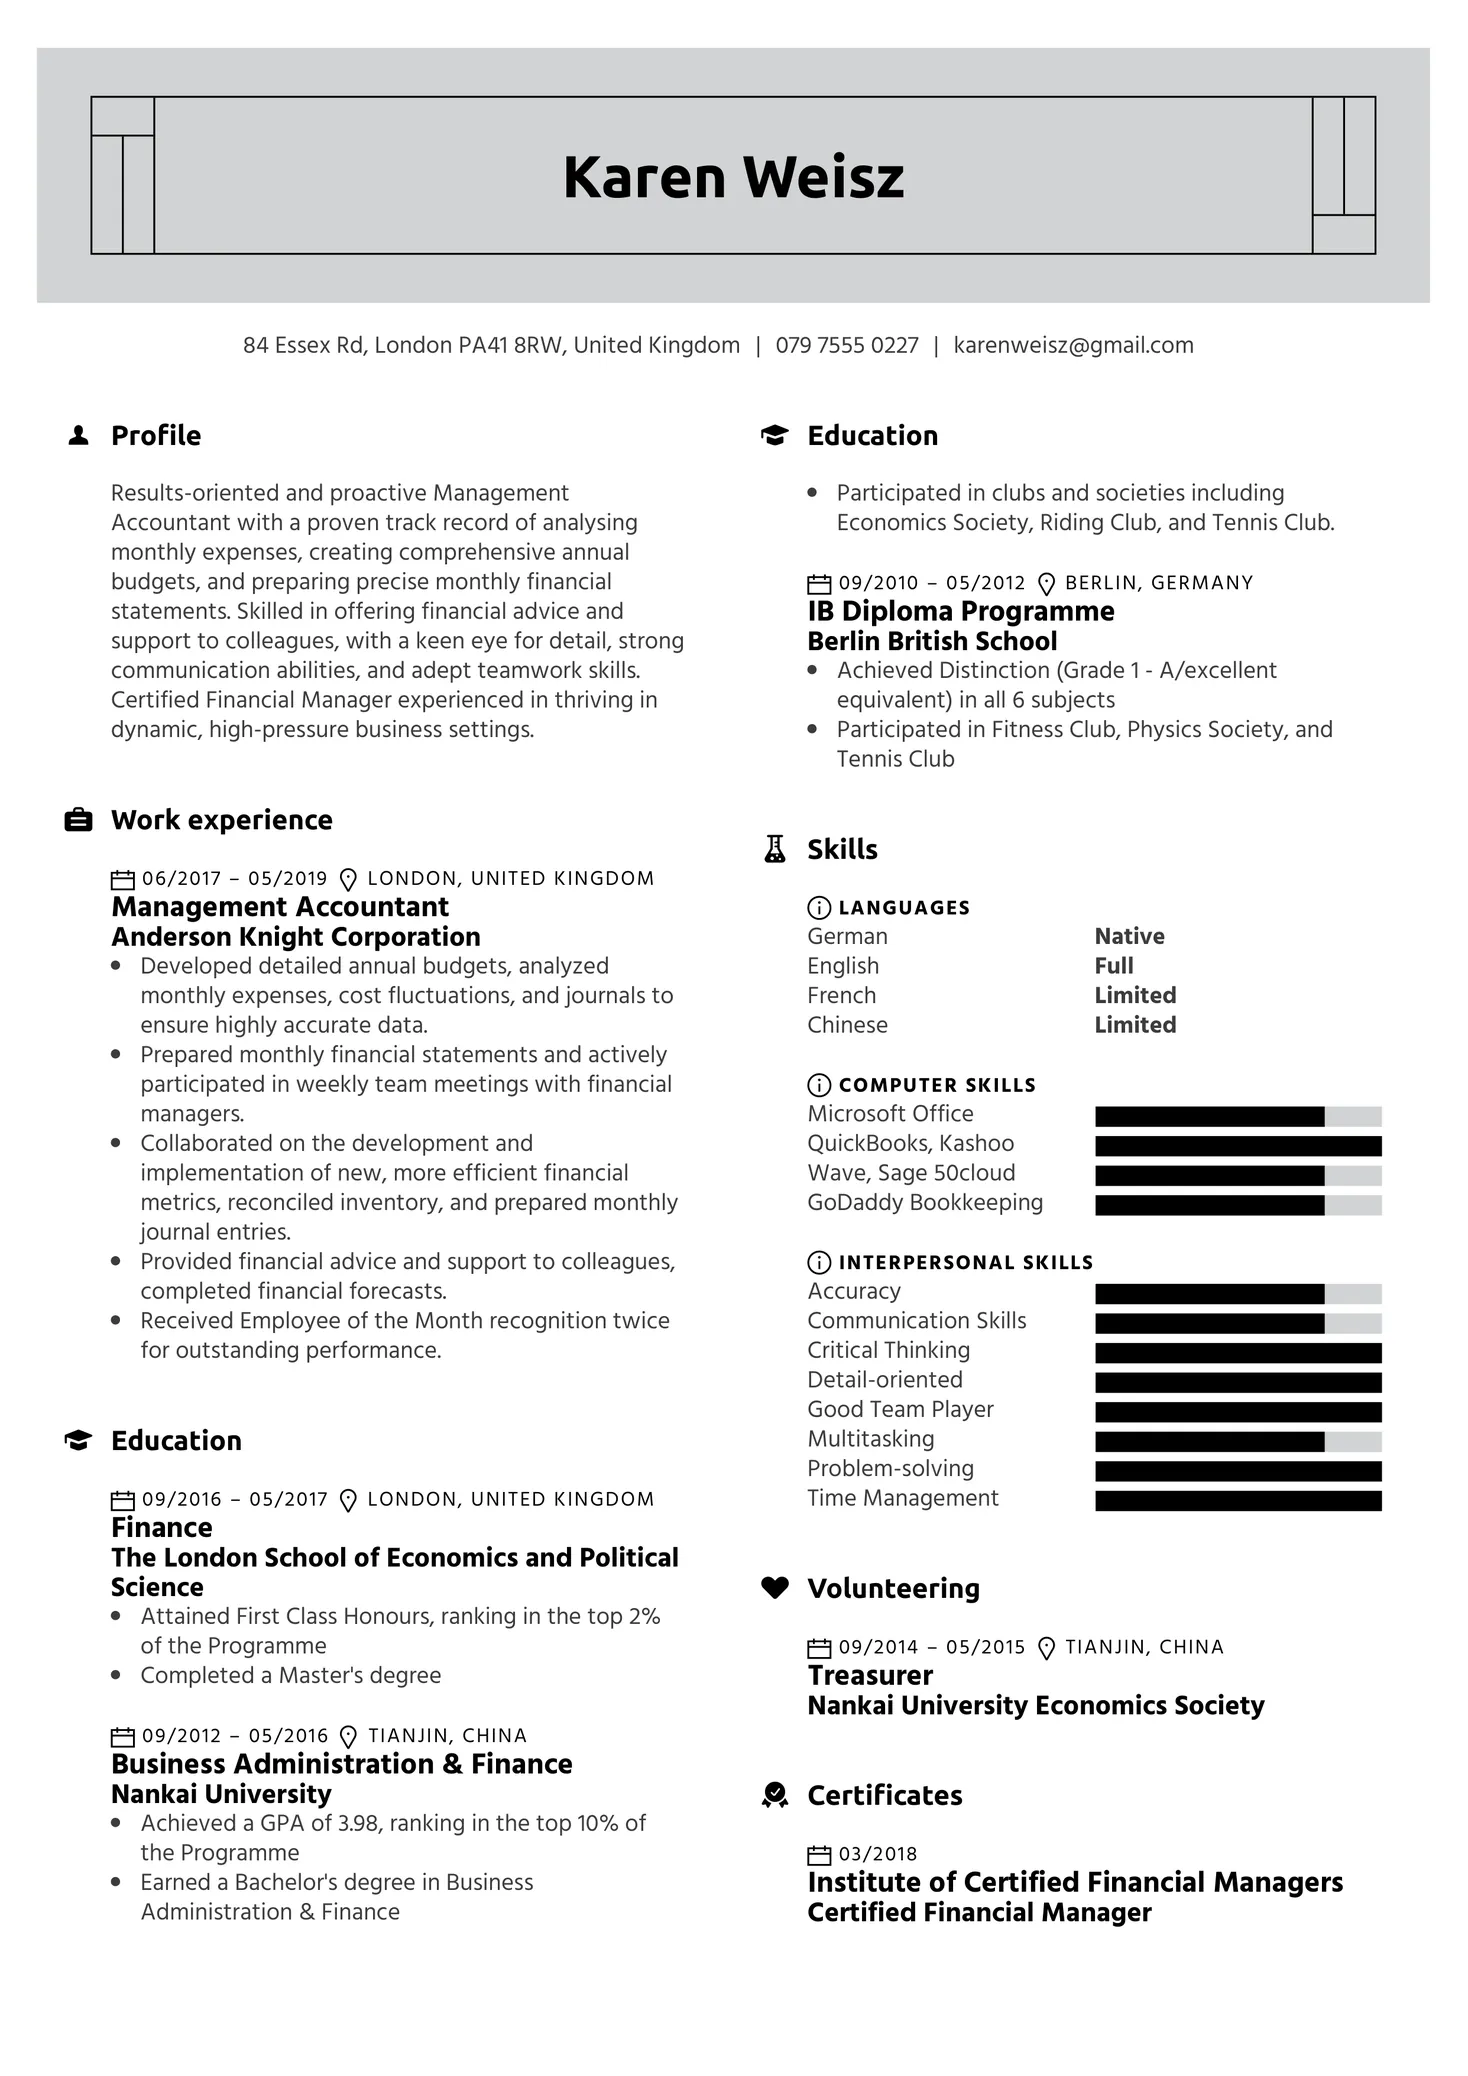 Karen Weisz
84 Essex Rd, London PA41 8RW, United Kingdom | 079 7555 0227 | karenweisz@gmail.com
Profile
Results-oriented and proactive Management
Accountant with a proven track record of analysing
monthly expenses, creating comprehensive annual
budgets, and preparing precise monthly financial
statements. Skilled in offering financial advice and
support to colleagues, with a keen eye for detail, strong
communication abilities, and adept teamwork skills.
Certified Financial Manager experienced in thriving in
dynamic, high-pressure business settings.
Work experience
06/2017 – 05/2019 LONDON, UNITED KINGDOM
Management Accountant
Anderson Knight Corporation
• Developed detailed annual budgets, analyzed
monthly expenses, cost fluctuations, and journals to
ensure highly accurate data.
• Prepared monthly financial statements and actively
participated in weekly team meetings with financial
managers.
• Collaborated on the development and
implementation of new, more efficient financial
metrics, reconciled inventory, and prepared monthly
journal entries.
• Provided financial advice and support to colleagues,
completed financial forecasts.
• Received Employee of the Month recognition twice
for outstanding performance.
Education
09/2016 – 05/2017 LONDON, UNITED KINGDOM
Finance
The London School of Economics and Political
Science
• Attained First Class Honours, ranking in the top 2%
of the Programme
• Completed a Master's degree
09/2012 – 05/2016 TIANJIN, CHINA
Business Administration & Finance
Nankai University
• Achieved a GPA of 3.98, ranking in the top 10% of
the Programme
• Earned a Bachelor's degree in Business
Administration & Finance
Education
• Participated in clubs and societies including
Economics Society, Riding Club, and Tennis Club.
09/2010 – 05/2012 BERLIN, GERMANY
IB Diploma Programme
Berlin British School
• Achieved Distinction (Grade 1 - A/excellent
equivalent) in all 6 subjects
• Participated in Fitness Club, Physics Society, and
Tennis Club
Skills
LANGUAGES
German Native
English Full
French Limited
Chinese Limited
COMPUTER SKILLS
Microsoft Office
QuickBooks, Kashoo
Wave, Sage 50cloud
GoDaddy Bookkeeping
INTERPERSONAL SKILLS
Accuracy
Communication Skills
Critical Thinking
Detail-oriented
Good Team Player
Multitasking
Problem-solving
Time Management
Volunteering
09/2014 – 05/2015 TIANJIN, CHINA
Treasurer
Nankai University Economics Society
Certificates
03/2018
Institute of Certified Financial Managers
Certified Financial Manager